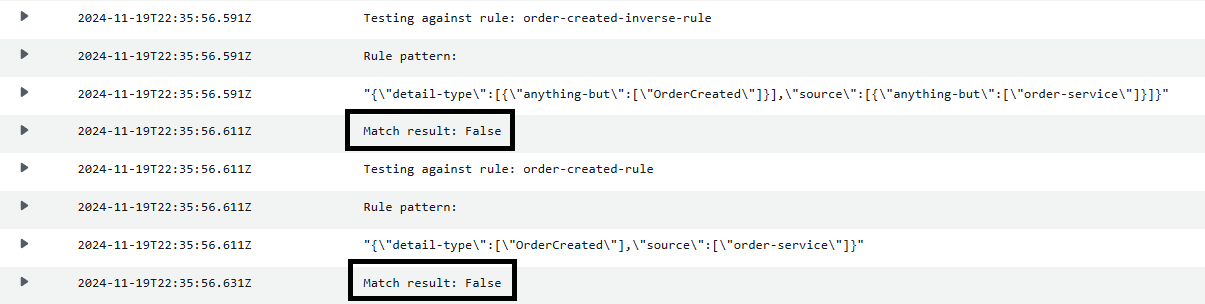 2024-11-19T22:35:56.591Z Testing against rule: order-created-inverse-rule
2024-11-19T22:35:56.591Z Rule pattern:
2024-11-19T22:35:56.591Z "{\"detail-type\":[{\"anything-but\":[\"OrderCreated\"]}],\"source\":[{\"anything-but\":[\"order-service\"]}]}"
2024-11-19T22:35:56.611Z Match result: False
2024-11-19T22:35:56.611Z Testing against rule: order-created-rule
2024-11-19T22:35:56.611Z Rule pattern:
2024-11-19T22:35:56.611Z "{\"detail-type\":[\"OrderCreated\"],\"source\":[\"order-service\"]}"
2024-11-19T22:35:56.631Z Match result: False